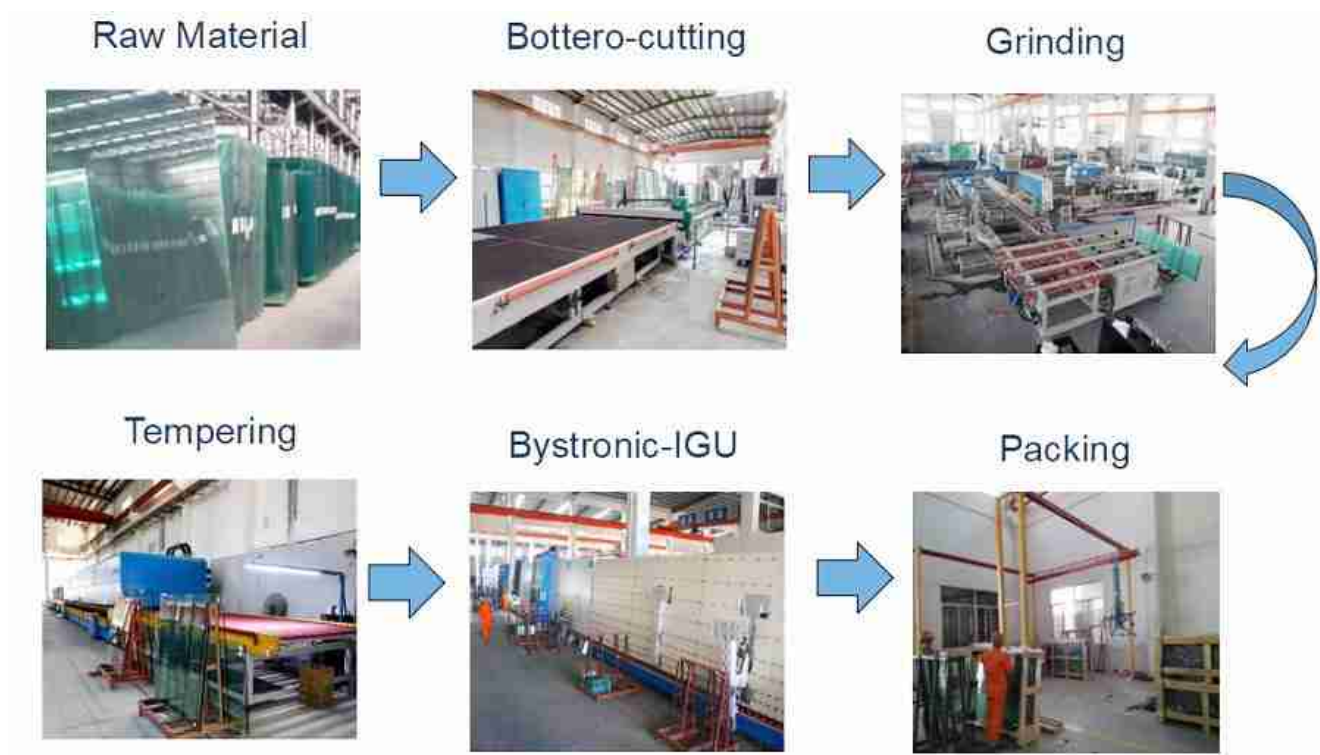 Raw Material
Bottero-cutting
Grinding
Tempering
Bystronic-IGU
Packing